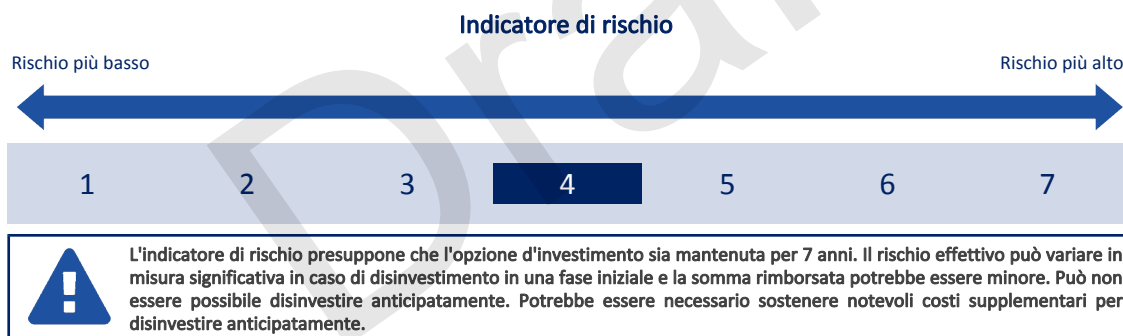 Indicatore di rischio
Rischio più basso Rischio più alto
1 2 3 4 5 6 7
L'indicatore di rischio presuppone che l'opzione d'investimento sia mantenuta per 7 anni. Il rischio effettivo può variare in
misura significativa in caso di disinvestimento in una fase iniziale e la somma rimborsata potrebbe essere minore. Può non
essere possibile disinvestire anticipatamente. Potrebbe essere necessario sostenere notevoli costi supplementari per
disinvestire anticipatamente.